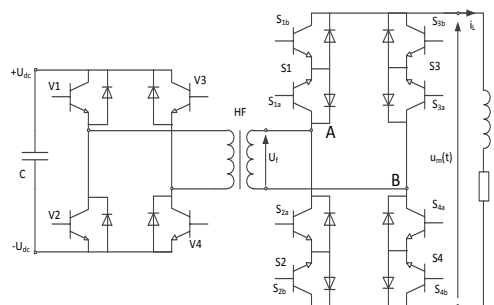 S1b
S3b
iL
+Udc
V1
V3
S1
S3
S1a
S3a
HF
A
C
Uf
um(t)
B
V2
V4
S2a
S4a
-Udc
S2
S4
S2b
S4b